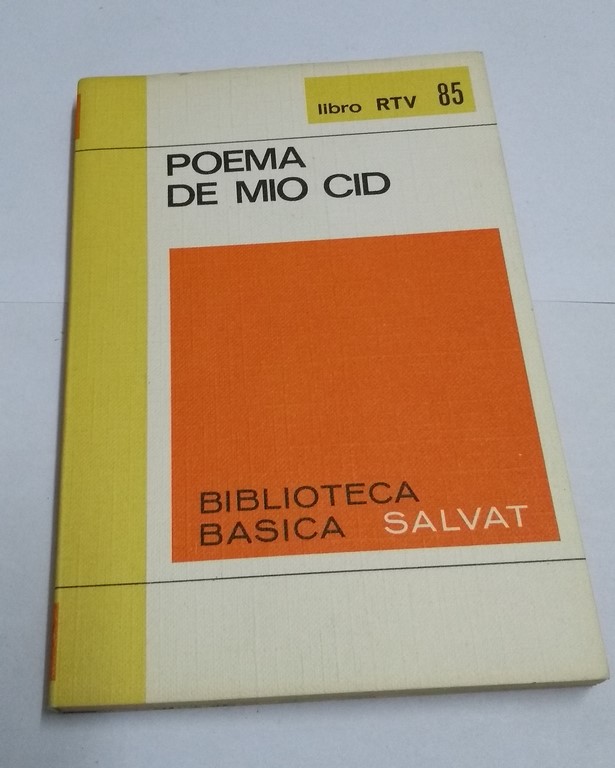 libro RTV 85
POEMA
DE MIO CID
BIBLIOTECA
BASICA SALVAT